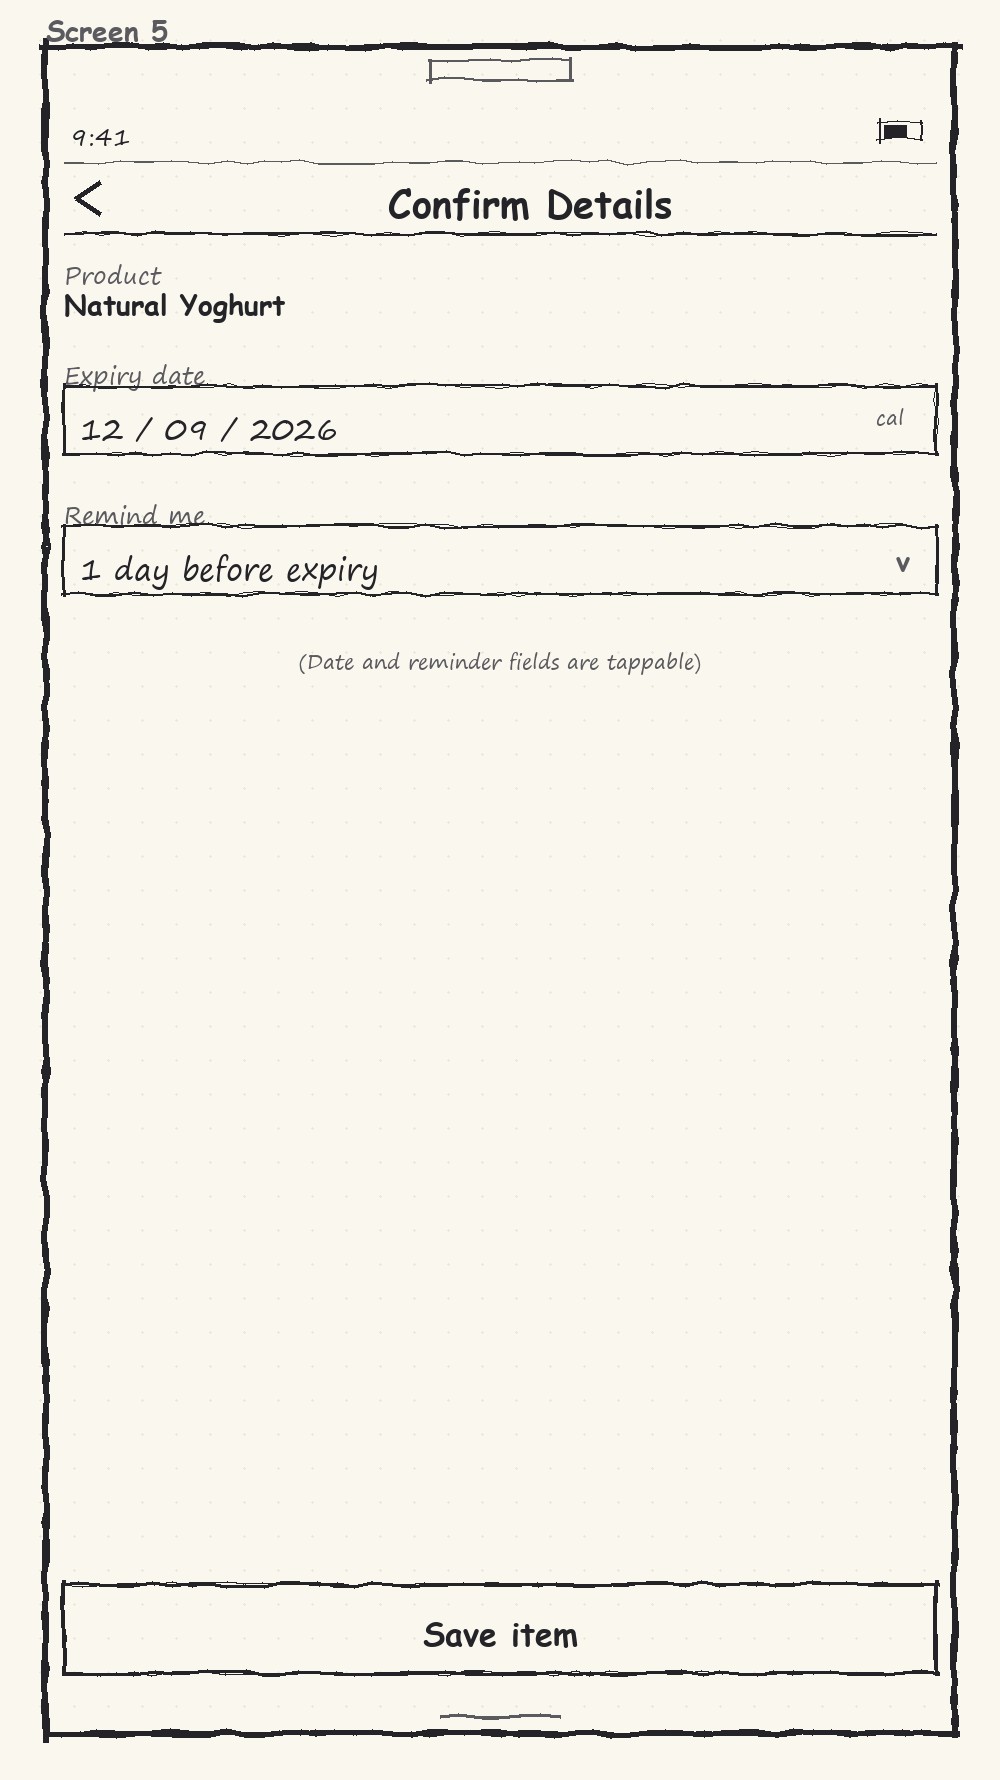 Screen 5
9:41
Confirm Details
Product
Natural Yoghurt
Expiry date
12 / 09 / 2026
cal
Remind me
1 day before expiry
v
(Date and reminder fields are tappable)
Save item